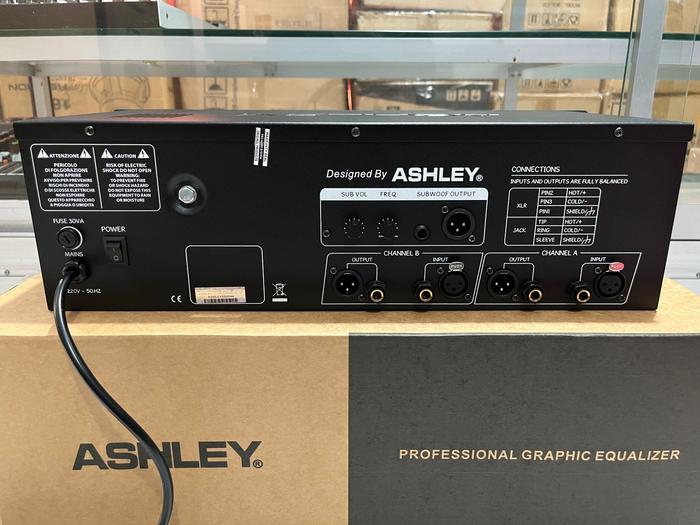 ATTENZIONE
PERICOLO
DI FOLGORAZIONE
NON APRIRE
AVVISO: PER PREVENIRE
RISCHI DI INCENDIO
O DI SCOSSE ELETTRICHE
NON ESPORRE
QUESTO APPARECCHIO
A PIOGGIA O UMIDITA
CAUTION
RISK OF ELECTRIC
SHOCK DO NOT OPEN
WARNING:
TO PREVENT FIRE
OR SHOCK HAZARD
DO NOT EXPOSE THIS
EQUIPMENT TO RAIN
OR MOISTURE
FUSE 30VA
MAINS
220V ~ 50HZ
POWER
CE
Designed By ASHLEY®
SUB VOL FREQ SUBWOOF OUTPUT
CONNECTIONS
INPUTS AND OUTPUTS ARE FULLY BALANCED
XLR
PIN2 HOT/+
PIN3 COLD/-
PIN1 SHIELD/
JACK
TIP HOT/+
RING COLD/-
SLEEVE SHIELD/
CHANNEL B
OUTPUT INPUT
PUSH
CHANNEL A
OUTPUT INPUT
PUSH
ASHLEY®
PROFESSIONAL GRAPHIC EQUALIZER